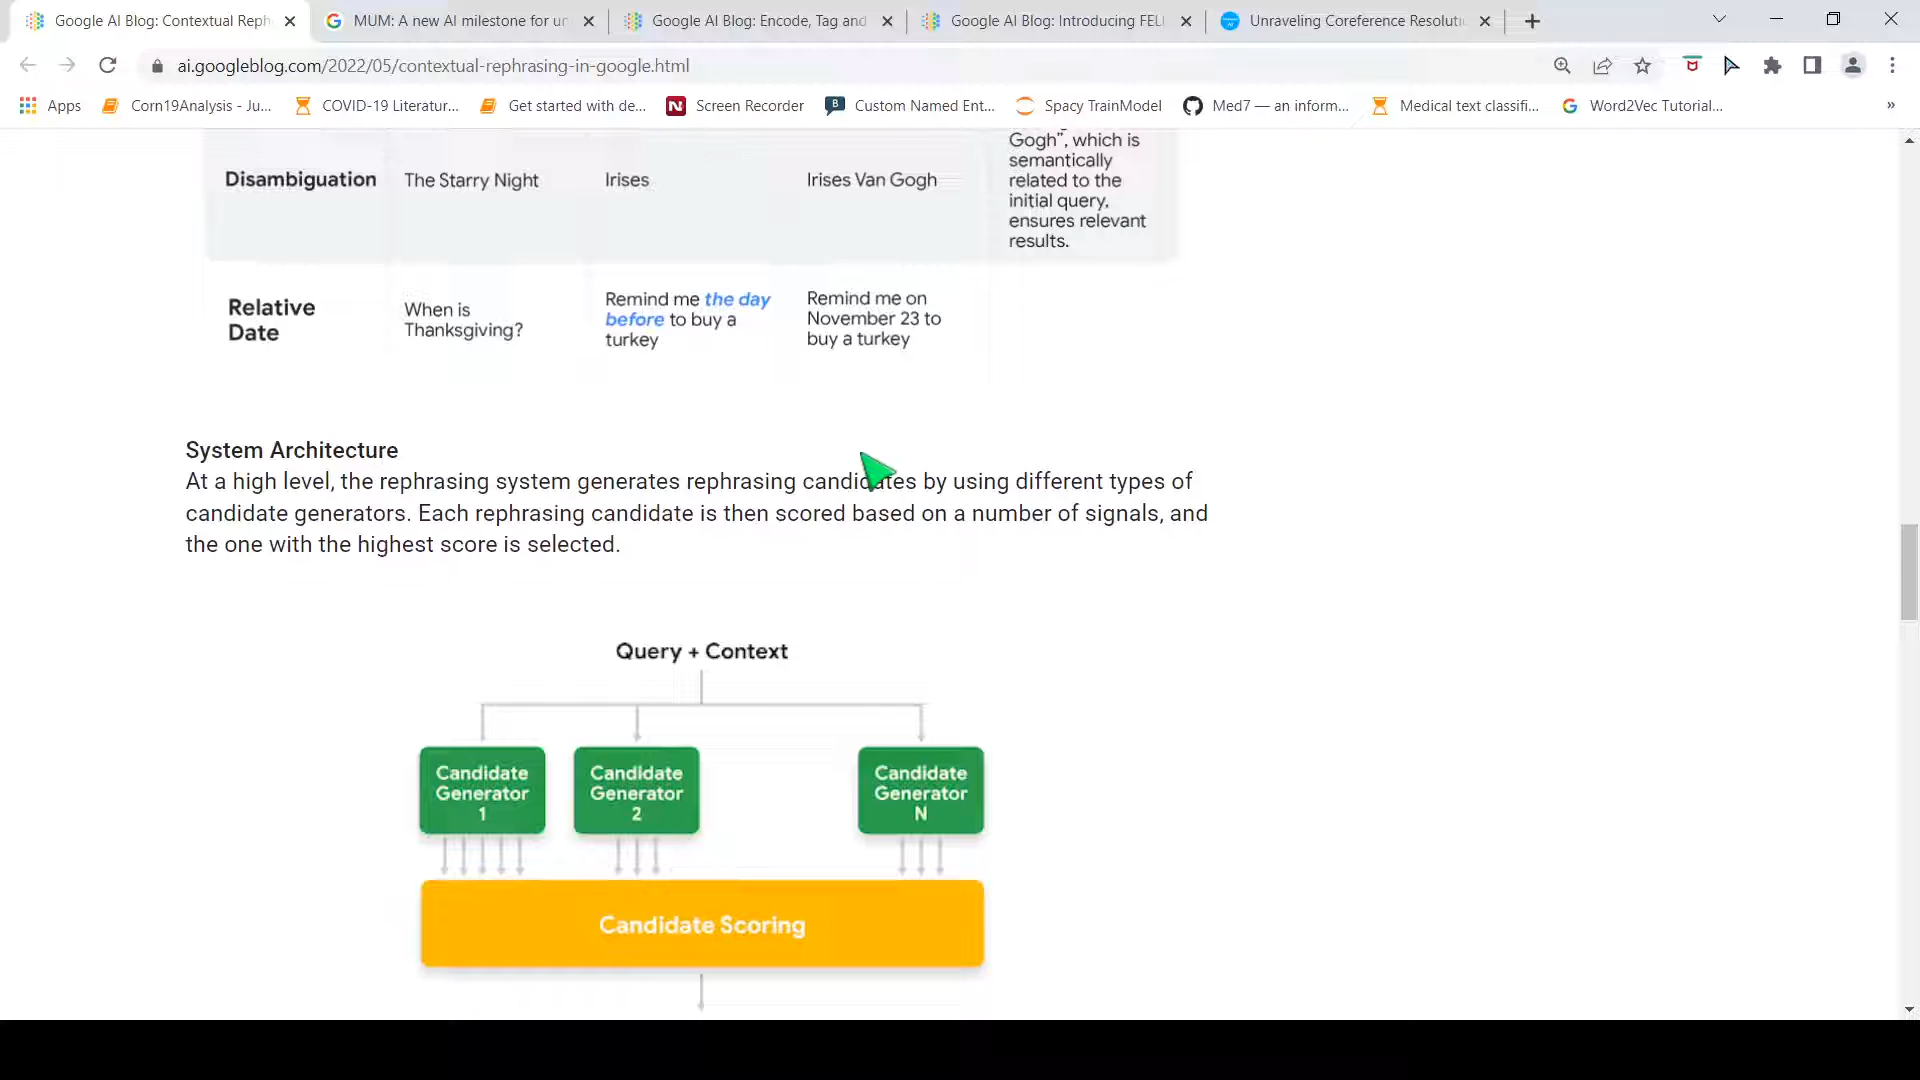 Google AI Blog: Contextual Reph
MUM: A new AI milestone for un
Google AI Blog: Encode, Tag and
Google AI Blog: Introducing FELI
Unraveling Coreference Resoluti
ai.googleblog.com/2022/05/contextual-rephrasing-in-google.html
Apps
Corn19Analysis - Ju...
COVID-19 Literatur...
Get started with de...
Screen Recorder
Custom Named Ent...
Spacy TrainModel
Med7 — an inform...
Medical text classifi...
Word2Vec Tutorial...
»
Gogh”, which is
semantically
related to the
initial query,
ensures relevant
results.
Disambiguation
The Starry Night
Irises
Irises Van Gogh
Relative
Date
When is
Thanksgiving?
Remind me the day
before to buy a
turkey
Remind me on
November 23 to
buy a turkey
System Architecture
At a high level, the rephrasing system generates rephrasing candidates by using different types of
candidate generators. Each rephrasing candidate is then scored based on a number of signals, and
the one with the highest score is selected.
Query + Context
Candidate
Generator
1
Candidate
Generator
2
Candidate
Generator
N
Candidate Scoring